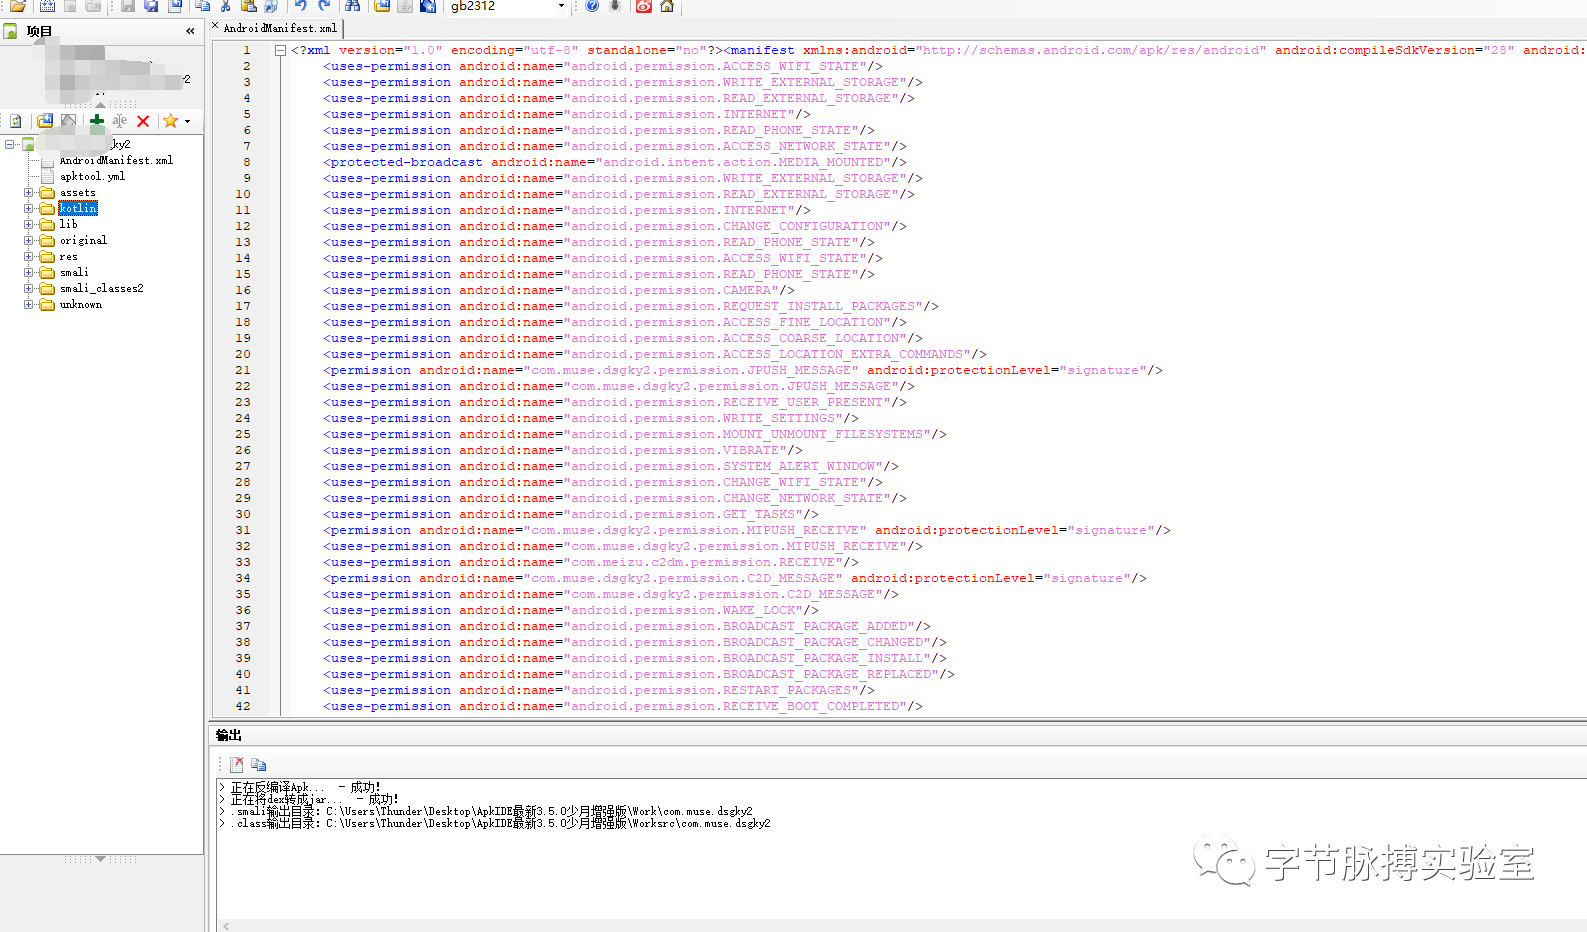 gb2312
项目
«
AndroidManifest.xml
2
ky2
AndroidManifest.xml
apktool.yml
assets
kotlin
lib
original
res
smali
smali_classes2
unknown
1 <?xml version="1.0" encoding="utf-8" standalone="no"?><manifest xmlns:android="http://schemas.android.com/apk/res/android" android:compileSdkVersion="28" android:
2 <uses-permission android:name="android.permission.ACCESS_WIFI_STATE"/>
3 <uses-permission android:name="android.permission.WRITE_EXTERNAL_STORAGE"/>
4 <uses-permission android:name="android.permission.READ_EXTERNAL_STORAGE"/>
5 <uses-permission android:name="android.permission.INTERNET"/>
6 <uses-permission android:name="android.permission.READ_PHONE_STATE"/>
7 <uses-permission android:name="android.permission.ACCESS_NETWORK_STATE"/>
8 <protected-broadcast android:name="android.intent.action.MEDIA_MOUNTED"/>
9 <uses-permission android:name="android.permission.WRITE_EXTERNAL_STORAGE"/>
10 <uses-permission android:name="android.permission.READ_EXTERNAL_STORAGE"/>
11 <uses-permission android:name="android.permission.INTERNET"/>
12 <uses-permission android:name="android.permission.CHANGE_CONFIGURATION"/>
13 <uses-permission android:name="android.permission.READ_PHONE_STATE"/>
14 <uses-permission android:name="android.permission.ACCESS_WIFI_STATE"/>
15 <uses-permission android:name="android.permission.READ_PHONE_STATE"/>
16 <uses-permission android:name="android.permission.CAMERA"/>
17 <uses-permission android:name="android.permission.REQUEST_INSTALL_PACKAGES"/>
18 <uses-permission android:name="android.permission.ACCESS_FINE_LOCATION"/>
19 <uses-permission android:name="android.permission.ACCESS_COARSE_LOCATION"/>
20 <uses-permission android:name="android.permission.ACCESS_LOCATION_EXTRA_COMMANDS"/>
21 <permission android:name="com.muse.dsgky2.permission.JPUSH_MESSAGE" android:protectionLevel="signature"/>
22 <uses-permission android:name="com.muse.dsgky2.permission.JPUSH_MESSAGE"/>
23 <uses-permission android:name="android.permission.RECEIVE_USER_PRESENT"/>
24 <uses-permission android:name="android.permission.WRITE_SETTINGS"/>
25 <uses-permission android:name="android.permission.MOUNT_UNMOUNT_FILESYSTEMS"/>
26 <uses-permission android:name="android.permission.VIBRATE"/>
27 <uses-permission android:name="android.permission.SYSTEM_ALERT_WINDOW"/>
28 <uses-permission android:name="android.permission.CHANGE_WIFI_STATE"/>
29 <uses-permission android:name="android.permission.CHANGE_NETWORK_STATE"/>
30 <uses-permission android:name="android.permission.GET_TASKS"/>
31 <permission android:name="com.muse.dsgky2.permission.MIPUSH_RECEIVE" android:protectionLevel="signature"/>
32 <uses-permission android:name="com.muse.dsgky2.permission.MIPUSH_RECEIVE"/>
33 <uses-permission android:name="com.meizu.c2dm.permission.RECEIVE"/>
34 <permission android:name="com.muse.dsgky2.permission.C2D_MESSAGE" android:protectionLevel="signature"/>
35 <uses-permission android:name="com.muse.dsgky2.permission.C2D_MESSAGE"/>
36 <uses-permission android:name="android.permission.WAKE_LOCK"/>
37 <uses-permission android:name="android.permission.BROADCAST_PACKAGE_ADDED"/>
38 <uses-permission android:name="android.permission.BROADCAST_PACKAGE_CHANGED"/>
39 <uses-permission android:name="android.permission.BROADCAST_PACKAGE_INSTALL"/>
40 <uses-permission android:name="android.permission.BROADCAST_PACKAGE_REPLACED"/>
41 <uses-permission android:name="android.permission.RESTART_PACKAGES"/>
42 <uses-permission android:name="android.permission.RECEIVE_BOOT_COMPLETED"/>
输出
> 正在反编译Apk... - 成功!
> 正在将dex转成jar... - 成功!
> .smali输出目录: C:\Users\Thunder\Desktop\ApkIDE最新3.5.0少月增强版\Work\com.muse.dsgky2
> .class输出目录: C:\Users\Thunder\Desktop\ApkIDE最新3.5.0少月增强版\Worksrc\com.muse.dsgky2
字节脉搏实验室